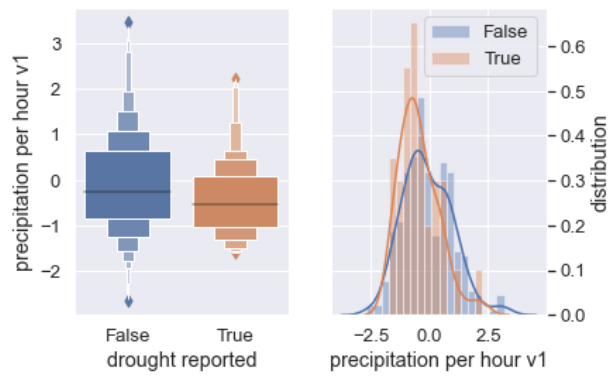 precipitation per hour v1
3
2
1
0
−1
−2
False
True
drought reported
False
True
0.6
0.5
0.4
0.3
0.2
0.1
0.0
distribution
−2.5
0.0
2.5
precipitation per hour v1